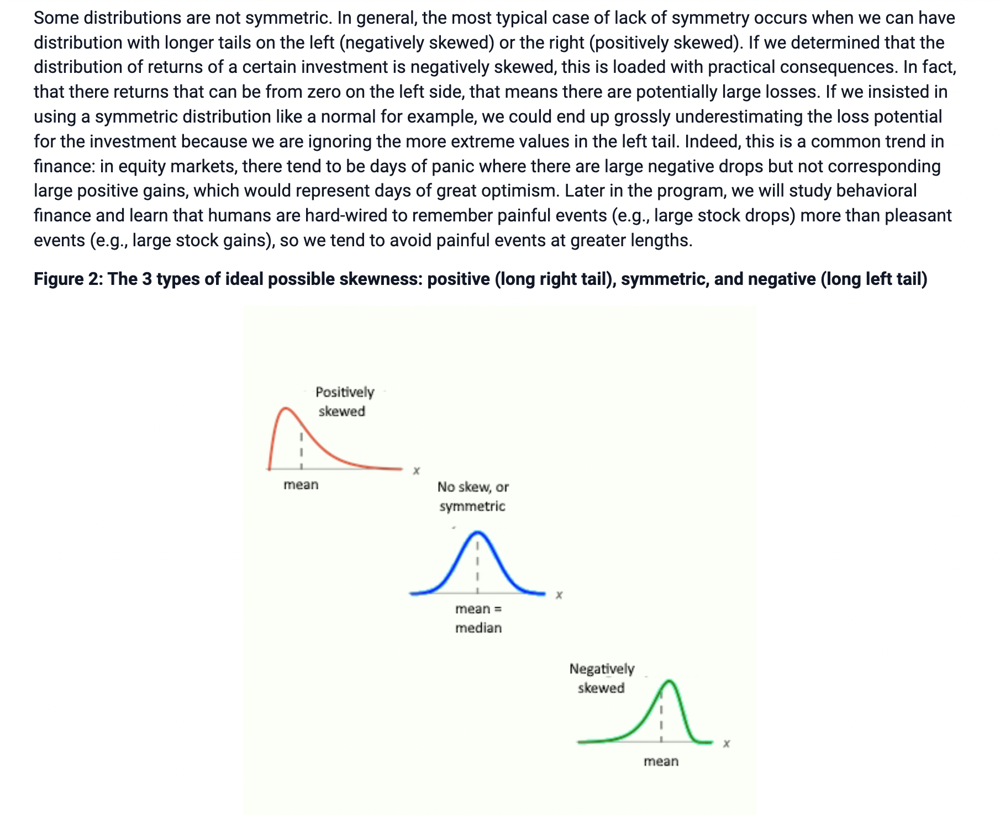 Some distributions are not symmetric. In general, the most typical case of lack of symmetry occurs when we can have
distribution with longer tails on the left (negatively skewed) or the right (positively skewed). If we determined that the
distribution of returns of a certain investment is negatively skewed, this is loaded with practical consequences. In fact,
that there returns that can be from zero on the left side, that means there are potentially large losses. If we insisted in
using a symmetric distribution like a normal for example, we could end up grossly underestimating the loss potential
for the investment because we are ignoring the more extreme values in the left tail. Indeed, this is a common trend in
finance: in equity markets, there tend to be days of panic where there are large negative drops but not corresponding
large positive gains, which would represent days of great optimism. Later in the program, we will study behavioral
finance and learn that humans are hard-wired to remember painful events (e.g., large stock drops) more than pleasant
events (e.g., large stock gains), so we tend to avoid painful events at greater lengths.
Figure 2: The 3 types of ideal possible skewness: positive (long right tail), symmetric, and negative (long left tail)
Positively
skewed
x
mean
No skew, or
symmetric
x
mean =
median
Negatively
skewed
x
mean